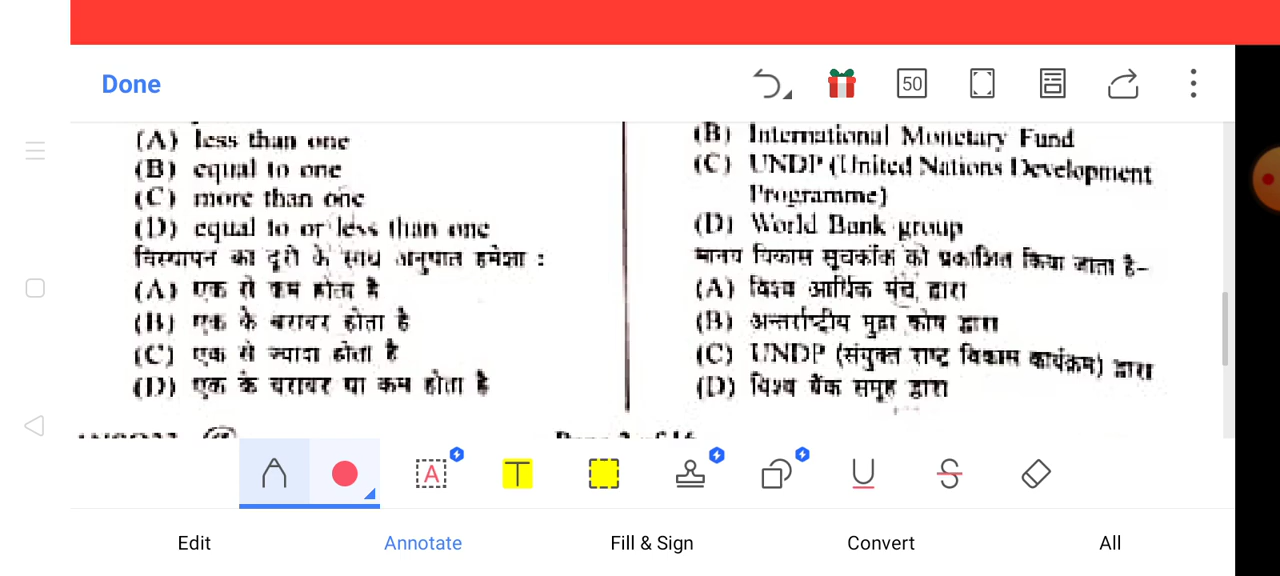 Done
50
(A) less than one
(B) equal to one
(C) more than one
(D) equal to or less than one
विस्थापन का दूरी के साथ अनुपात हमेशा :
(A) एक से कम होता है
(B) एक के बराबर होता है
(C) एक से ज्यादा होता है
(D) एक के बराबर या कम होता है
(B) International Monetary Fund
(C) UNDP (United Nations Development
Programme)
(D) World Bank group
मानव विकास सूचकांक को प्रकाशित किया जाता है–
(A) विश्व आर्थिक मंच द्वारा
(B) अन्तर्राष्ट्रीय मुद्रा कोष द्वारा
(C) UNDP (संयुक्त राष्ट्र विकास कार्यक्रम) द्वारा
(D) विश्व बैंक समूह द्वारा
A
T
U
S
Edit
Annotate
Fill & Sign
Convert
All